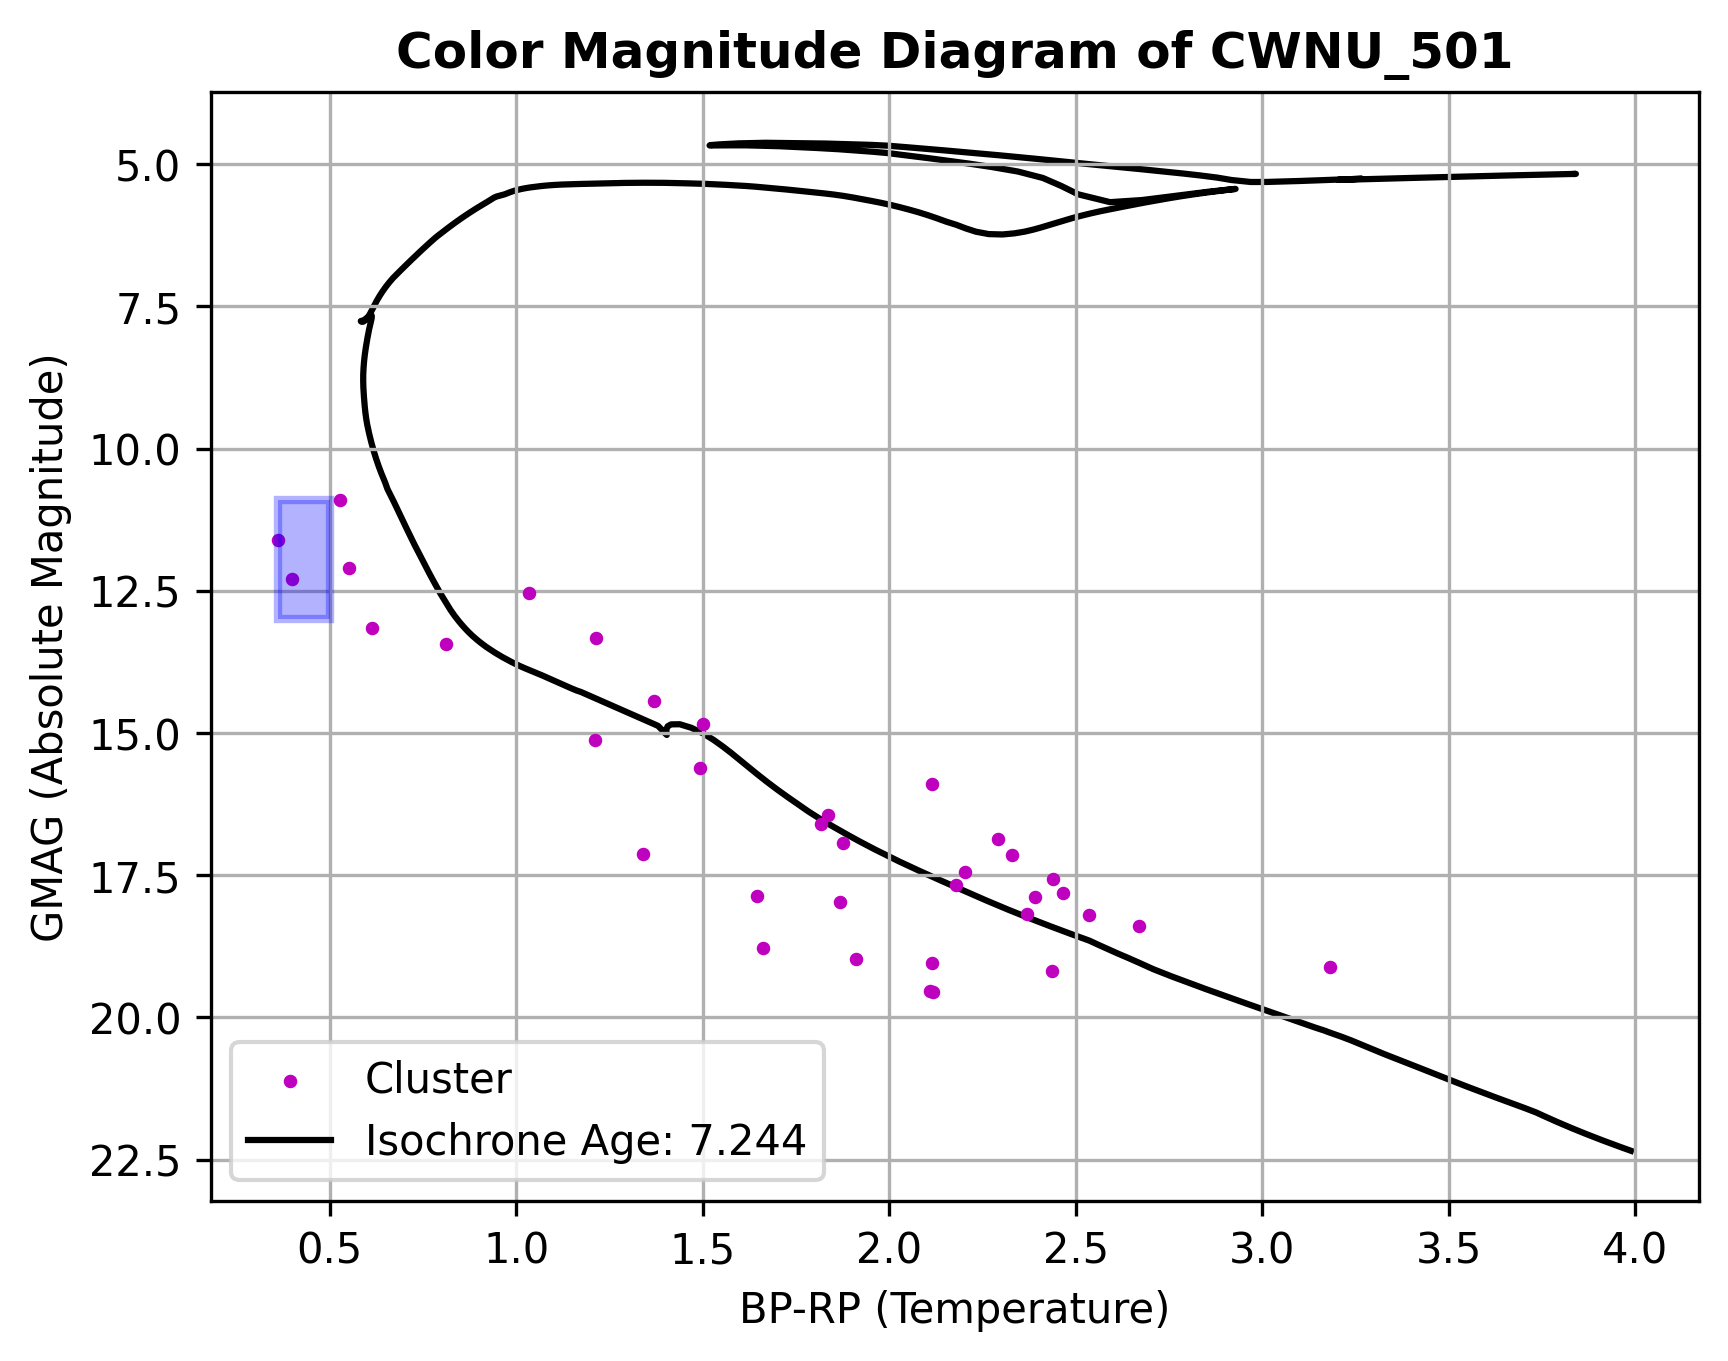 Color Magnitude Diagram of CWNU_501
GMAG (Absolute Magnitude)
5.0
7.5
10.0
12.5
15.0
17.5
20.0
22.5
Cluster
Isochrone Age: 7.244
0.5 1.0 1.5 2.0 2.5 3.0 3.5 4.0
BP-RP (Temperature)